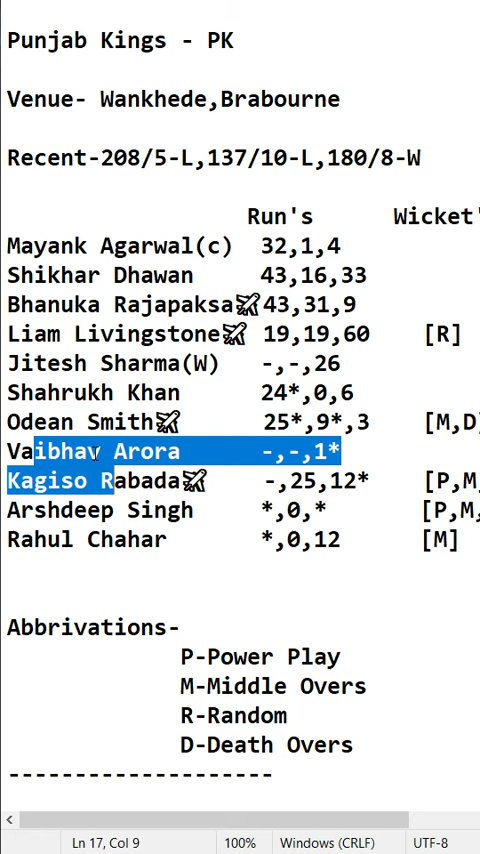 Punjab Kings - PK
Venue- Wankhede,Brabourne
Recent-208/5-L,137/10-L,180/8-W
Run's Wicket'
Mayank Agarwal(c) 32,1,4
Shikhar Dhawan 43,16,33
Bhanuka Rajapaksa✈43,31,9
Liam Livingstone✈ 19,19,60 [R]
Jitesh Sharma(W) -,-,26
Shahrukh Khan 24*,0,6
Odean Smith✈ 25*,9*,3 [M,D
Vaibhav Arora -,-,1*
Kagiso Rabada✈ -,25,12* [P,M,
Arshdeep Singh *,0,* [P,M,
Rahul Chahar *,0,12 [M]
Abbrivations-
P-Power Play
M-Middle Overs
R-Random
D-Death Overs
--------------------
Ln 17, Col 9 100% Windows (CRLF) UTF-8